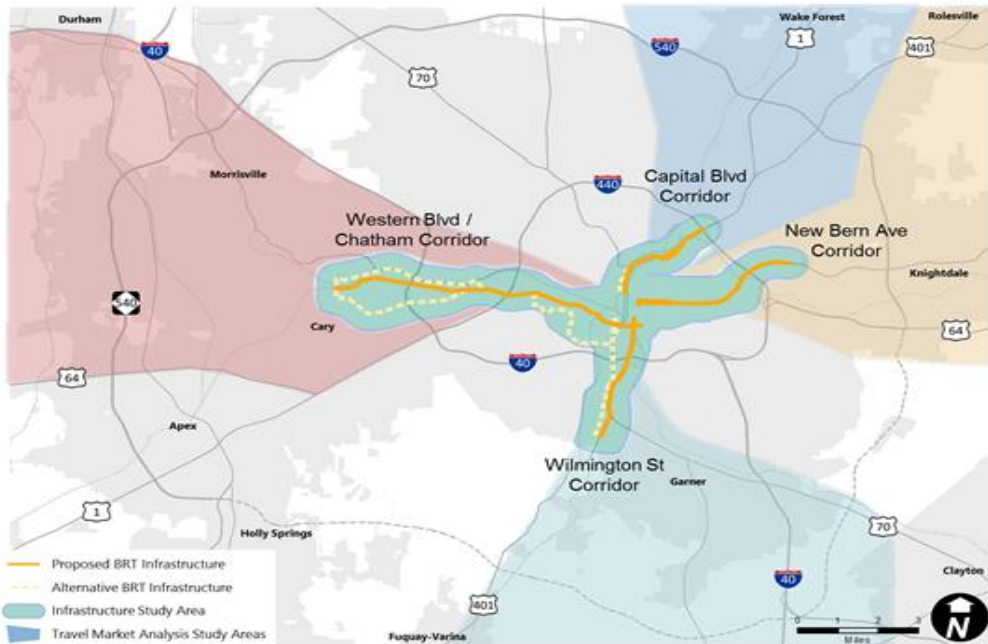 Durham
40
70
540
Wake Forest
1
Rolesville
401
Morrisville
440
Capital Blvd
Corridor
Western Blvd /
Chatham Corridor
New Bern Ave
Corridor
Knightdale
540
Cary
64
40
64
Apex
Wilmington St
Corridor
Garner
1
Holly Springs
70
40
Clayton
401
Fuquay-Varina
Proposed BRT Infrastructure
Alternative BRT Infrastructure
Infrastructure Study Area
Travel Market Analysis Study Areas
0 1 2 3
Miles
N